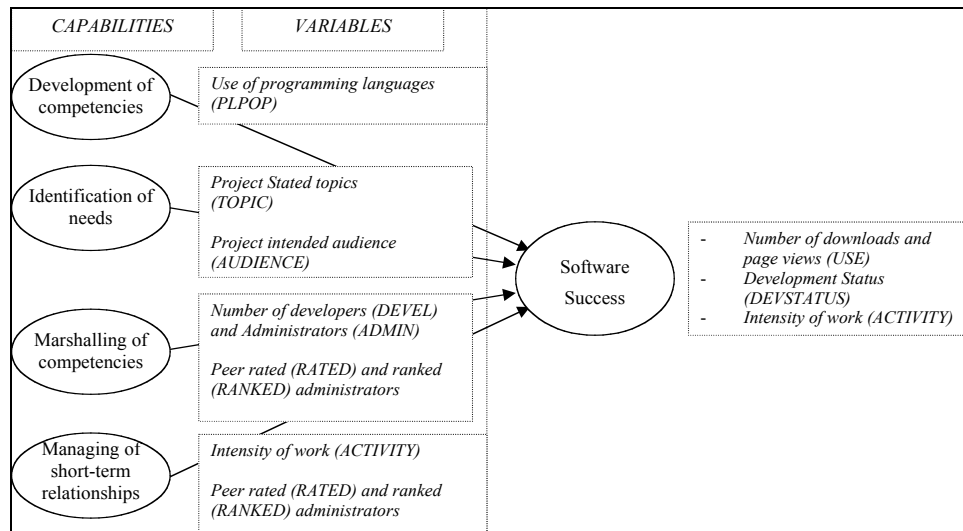 CAPABILITIES
VARIABLES
Development of
competencies
Use of programming languages
(PLPOP)
Identification of
needs
Project Stated topics
(TOPIC)
Project intended audience
(AUDIENCE)
Marshalling of
competencies
Number of developers (DEVEL)
and Administrators (ADMIN)
Peer rated (RATED) and ranked
(RANKED) administrators
Managing of
short-term
relationships
Intensity of work (ACTIVITY)
Peer rated (RATED) and ranked
(RANKED) administrators
Software
Success
- Number of downloads and
page views (USE)
- Development Status
(DEVSTATUS)
- Intensity of work (ACTIVITY)